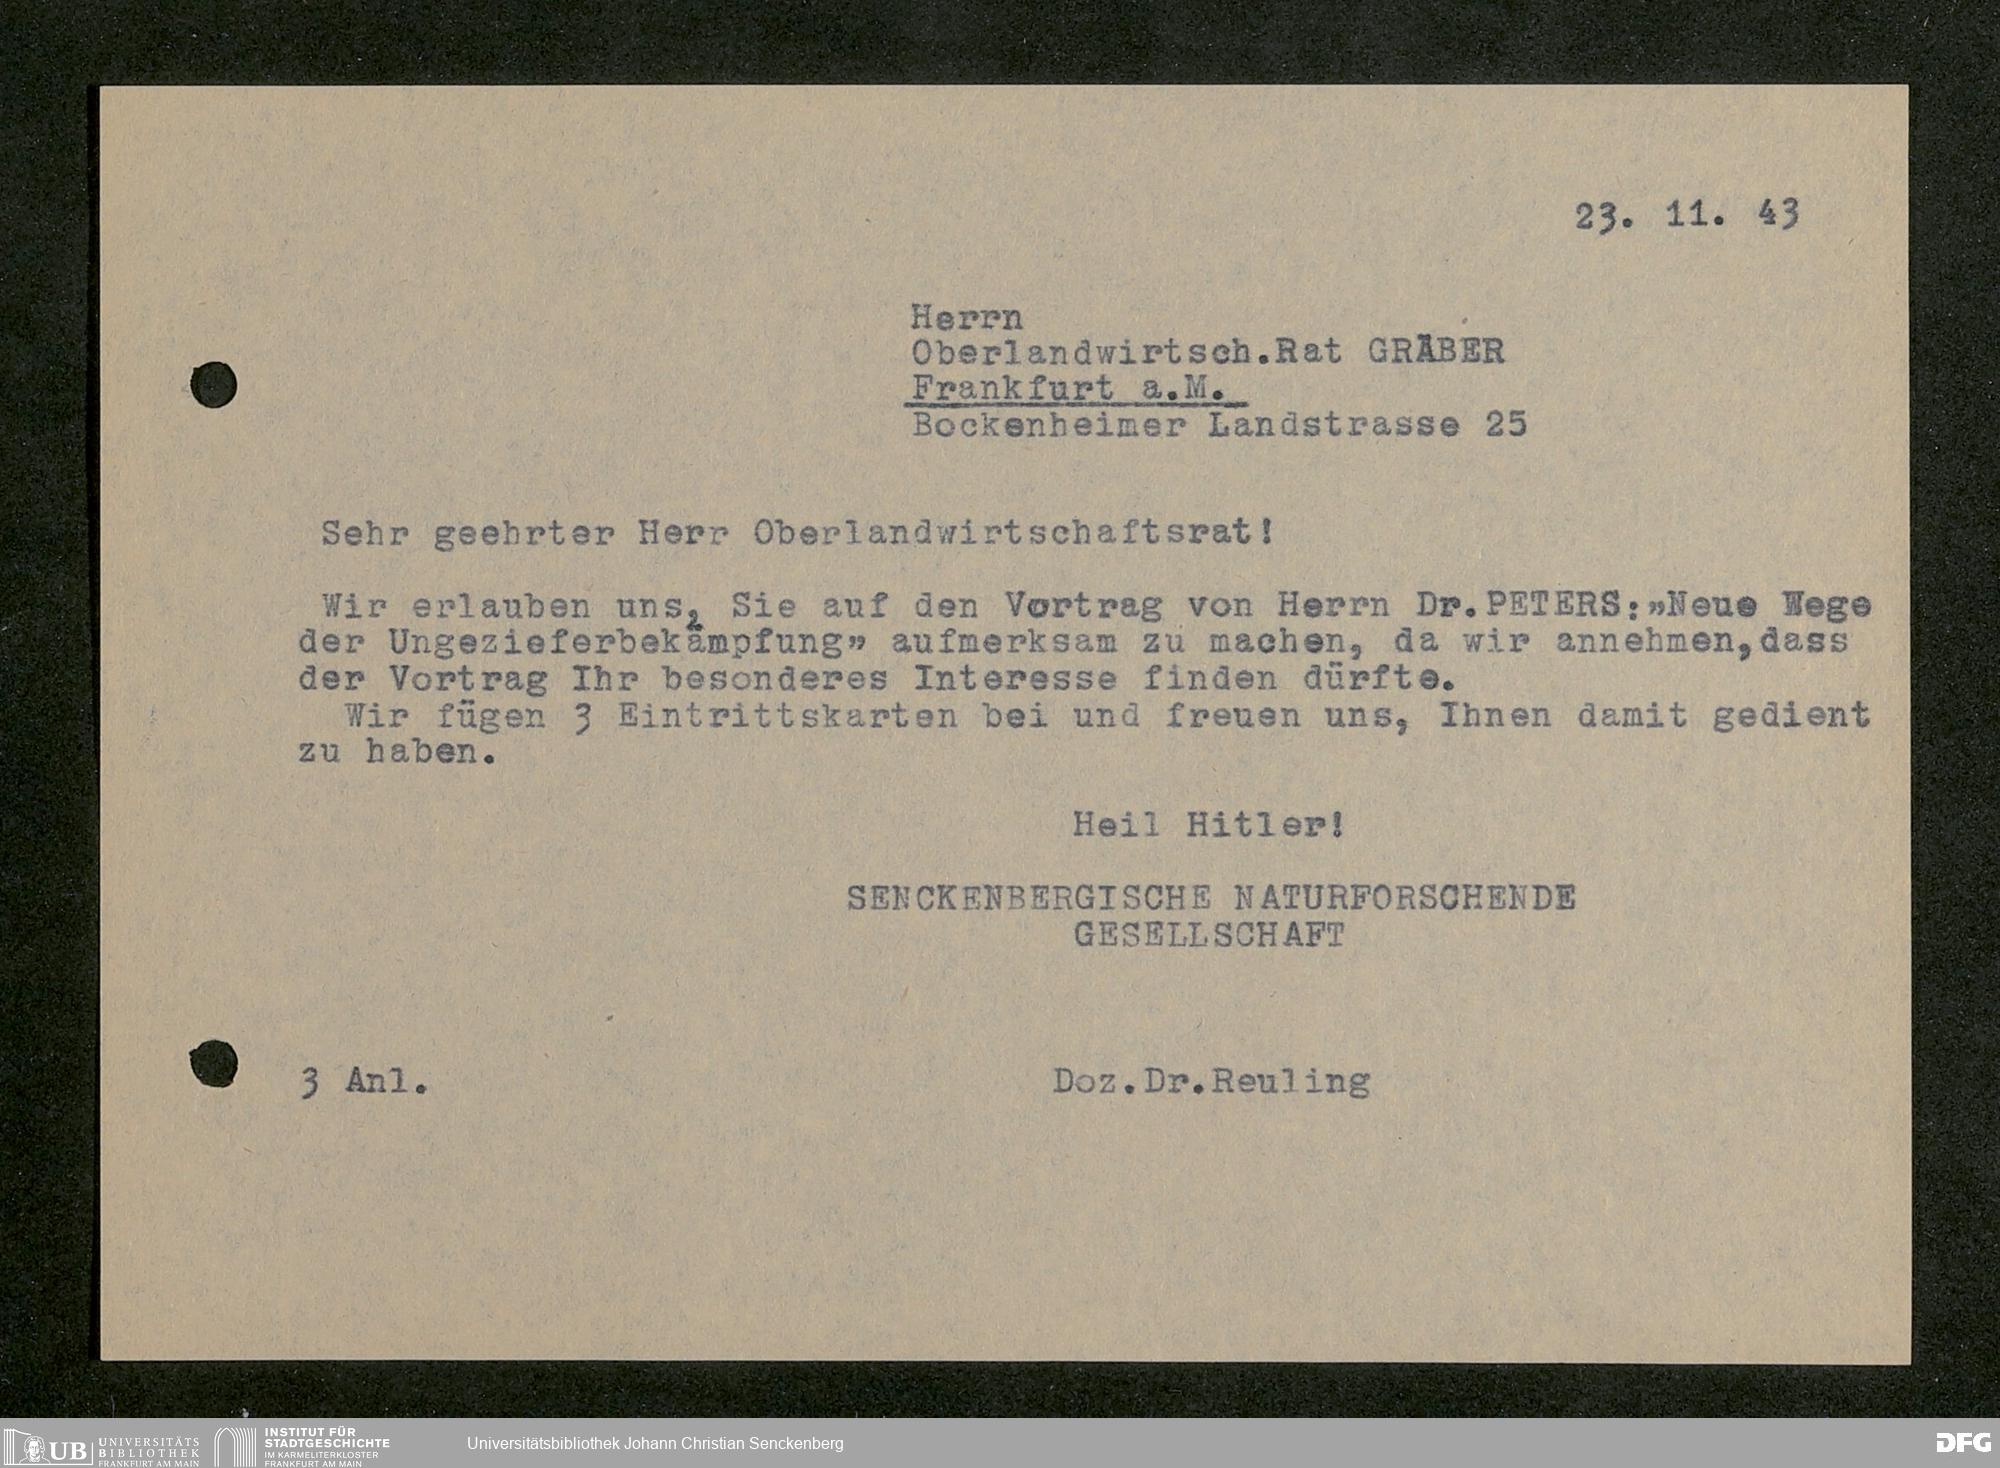 23. 11. 43
Herrn
Oberlandwirtsch.Rat GRÄBER
Frankfurt a.M.
Bockenheimer Landstrasse 25
Sehr geehrter Herr Oberlandwirtschaftsrat!
Wir erlauben uns, Sie auf den Vortrag von Herrn Dr.PETERS:„Neue Wege
der Ungezieferbekämpfung” aufmerksam zu machen, da wir annehmen,dass
der Vortrag Ihr besonderes Interesse finden dürfte.
Wir fügen 3 Eintrittskarten bei und freuen uns, Ihnen damit gedient
zu haben.
Heil Hitler!
SENCKENBERGISCHE NATURFORSCHENDE
GESELLSCHAFT
3 Anl.
Doz.Dr.Reuling
UB
UNIVERSITÄTS
BIBLIOTHEK
FRANKFURT AM MAIN
INSTITUT FÜR
STADTGESCHICHTE
IM KARMELITERKLOSTER
FRANKFURT AM MAIN
Universitätsbibliothek Johann Christian Senckenberg
DFG